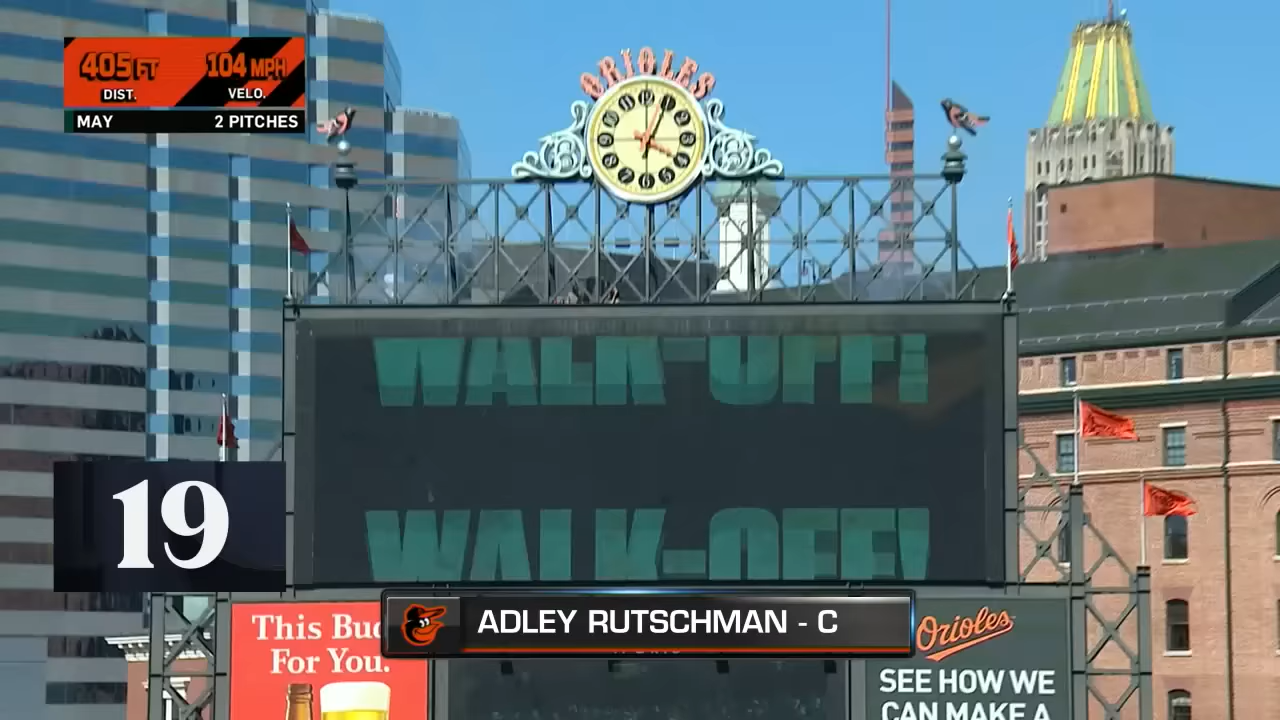 405 FT
104 MPH
DIST.
VELO.
MAY
2 PITCHES
ORIOLES
WALK-OFF!
WALK-OFF!
19
ADLEY RUTSCHMAN - C
This Bud
For You.
Orioles
SEE HOW WE
CAN MAKE A